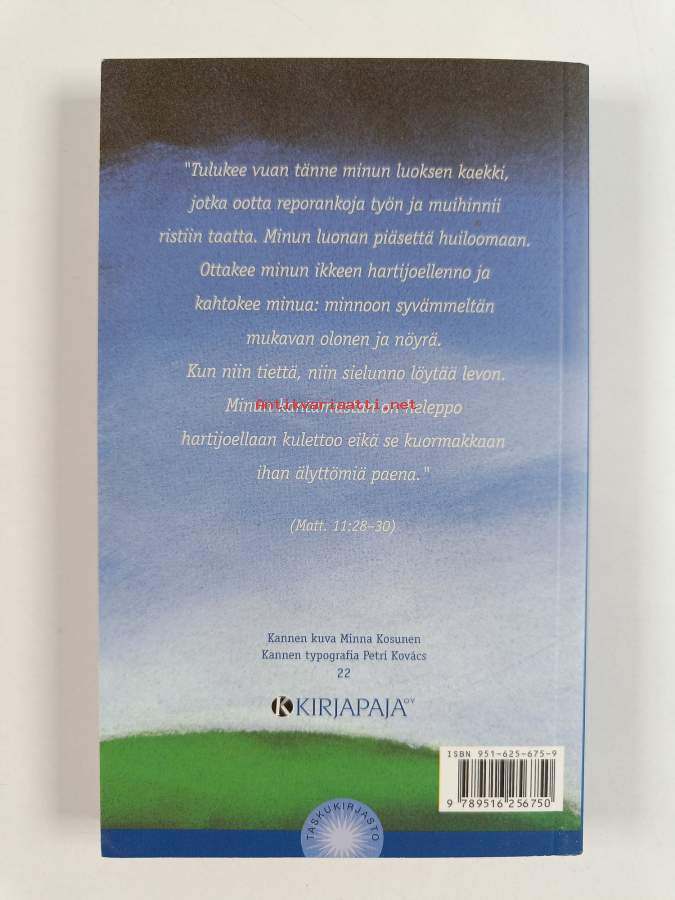 "Tulukee vuan tänne minun luoksen kaekki,
jotka ootta reporankoja työn ja muihinnii
ristiin taatta. Minun luonan piäsettä huiloomaan.
Ottakee minun ikkeen hartijoellenno ja
kahtokee minua: minnoon syvämmeltän
mukavan olonen ja nöyrä.
Kun niin tiettä, niin sielunno löytää levon.
Minun on heleppo
Antikvariaatti.net
hartijoellaan kulettoo eikä se kuormakkaan
ihan älyttömiä paena."
(Matt. 11:28–30)
Kannen kuva Minna Kosunen
Kannen typografia Petri Kovács
22
K KIRJAPAJA OY
ISBN 951-625-675-9
9 789516 256750
TASKUKIRJASTO